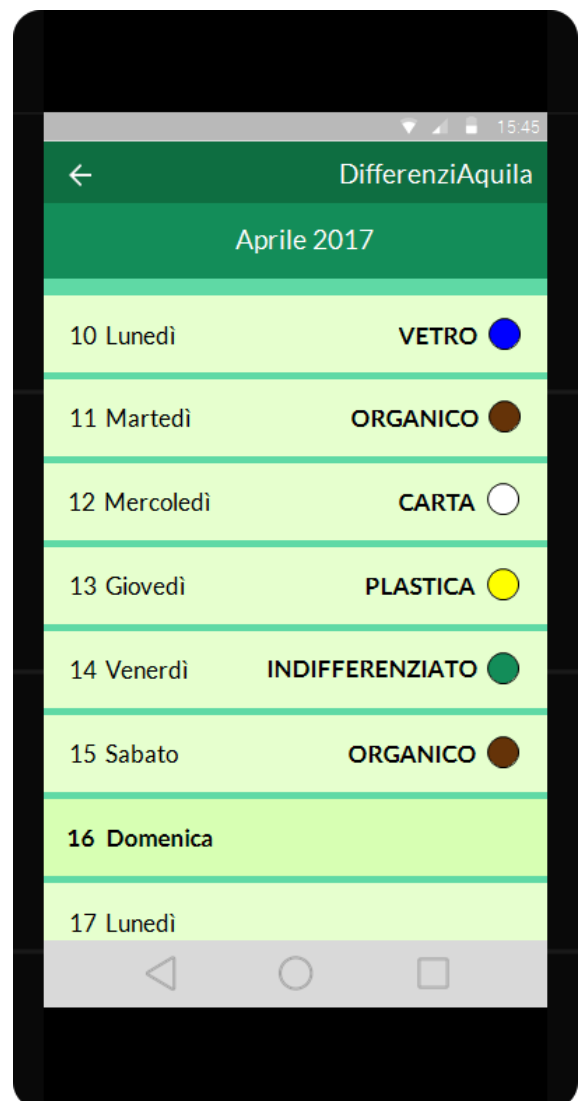 15:45
DifferenziAquila
Aprile 2017
10 Lunedì VETRO
11 Martedì ORGANICO
12 Mercoledì CARTA
13 Giovedì PLASTICA
14 Venerdì INDIFFERENZIATO
15 Sabato ORGANICO
16 Domenica
17 Lunedì